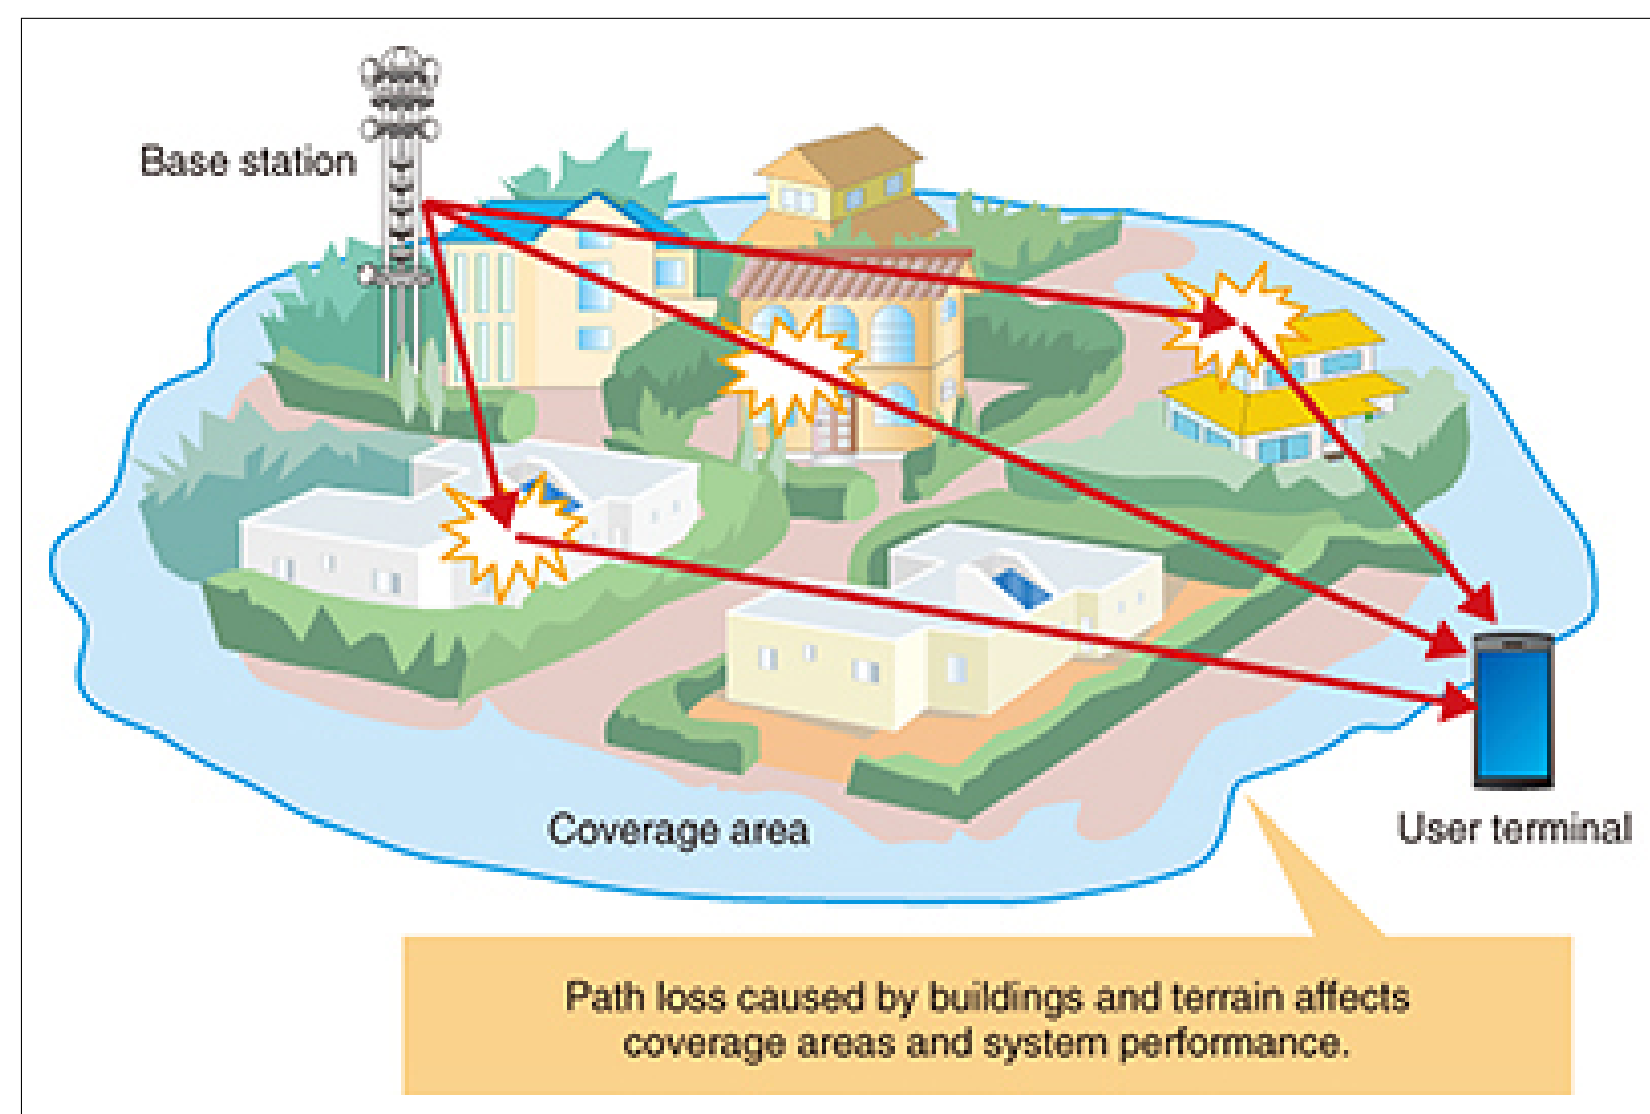 Base station
Coverage area
User terminal
Path loss caused by buildings and terrain affects
coverage areas and system performance.